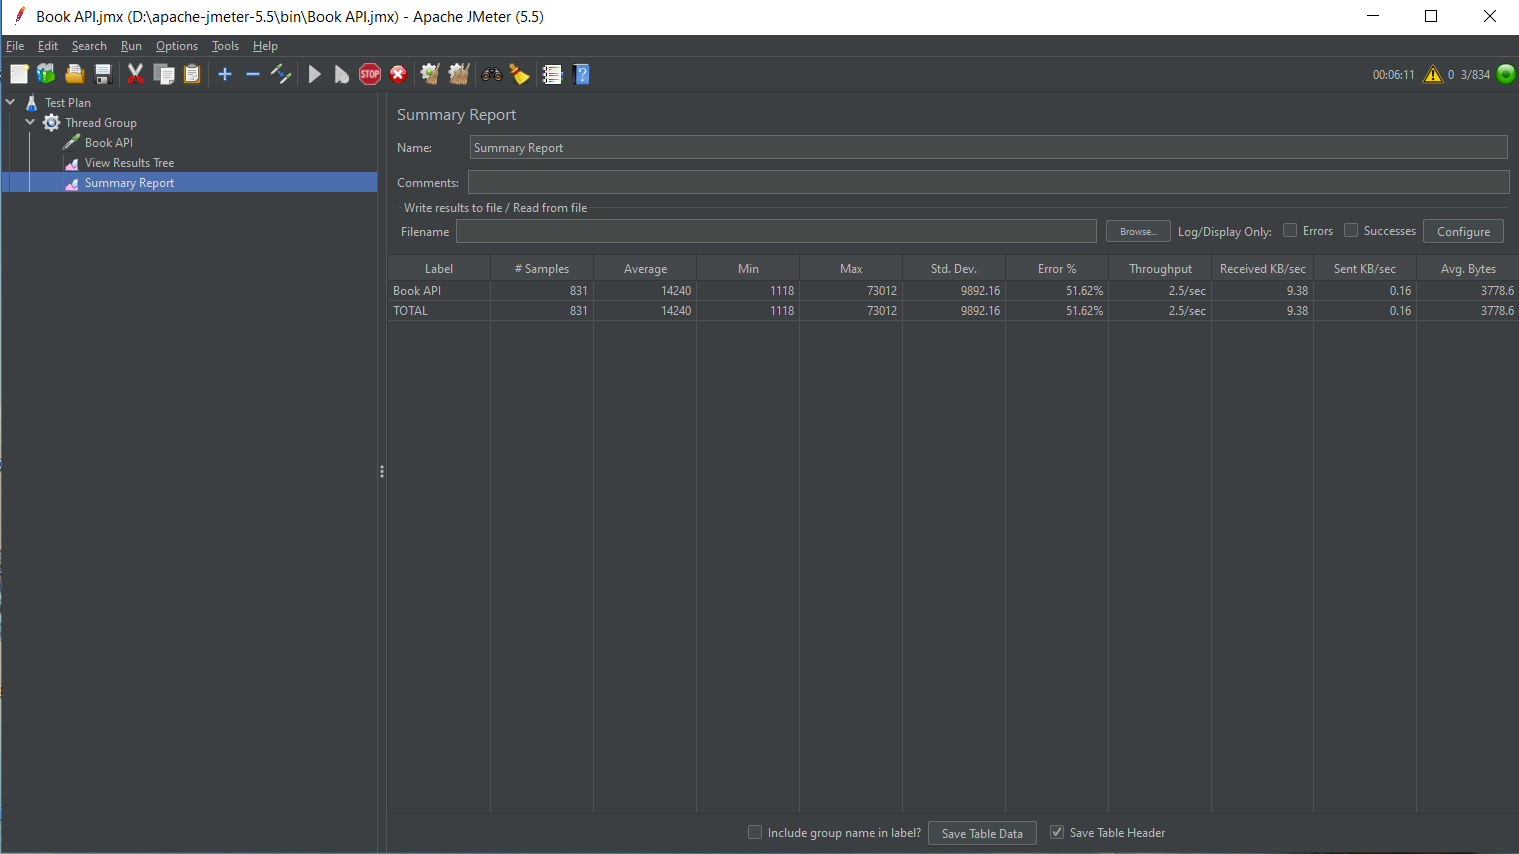 Book API.jmx (D:\apache-jmeter-5.5\bin\Book API.jmx) - Apache JMeter (5.5)
File Edit Search Run Options Tools Help
STOP 00:06:11 0 3/834
Test Plan
Thread Group
Book API
View Results Tree
Summary Report
Summary Report
Name: Summary Report
Comments:
Write results to file / Read from file
Filename Browse... Log/Display Only: Errors Successes Configure
Label # Samples Average Min Max Std. Dev. Error % Throughput Received KB/sec Sent KB/sec Avg. Bytes
Book API 831 14240 1118 73012 9892.16 51.62% 2.5/sec 9.38 0.16 3778.6
TOTAL 831 14240 1118 73012 9892.16 51.62% 2.5/sec 9.38 0.16 3778.6
Include group name in label? Save Table Data Save Table Header